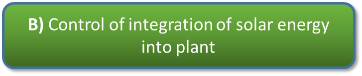 B) Control of integration of solar energy
into plant